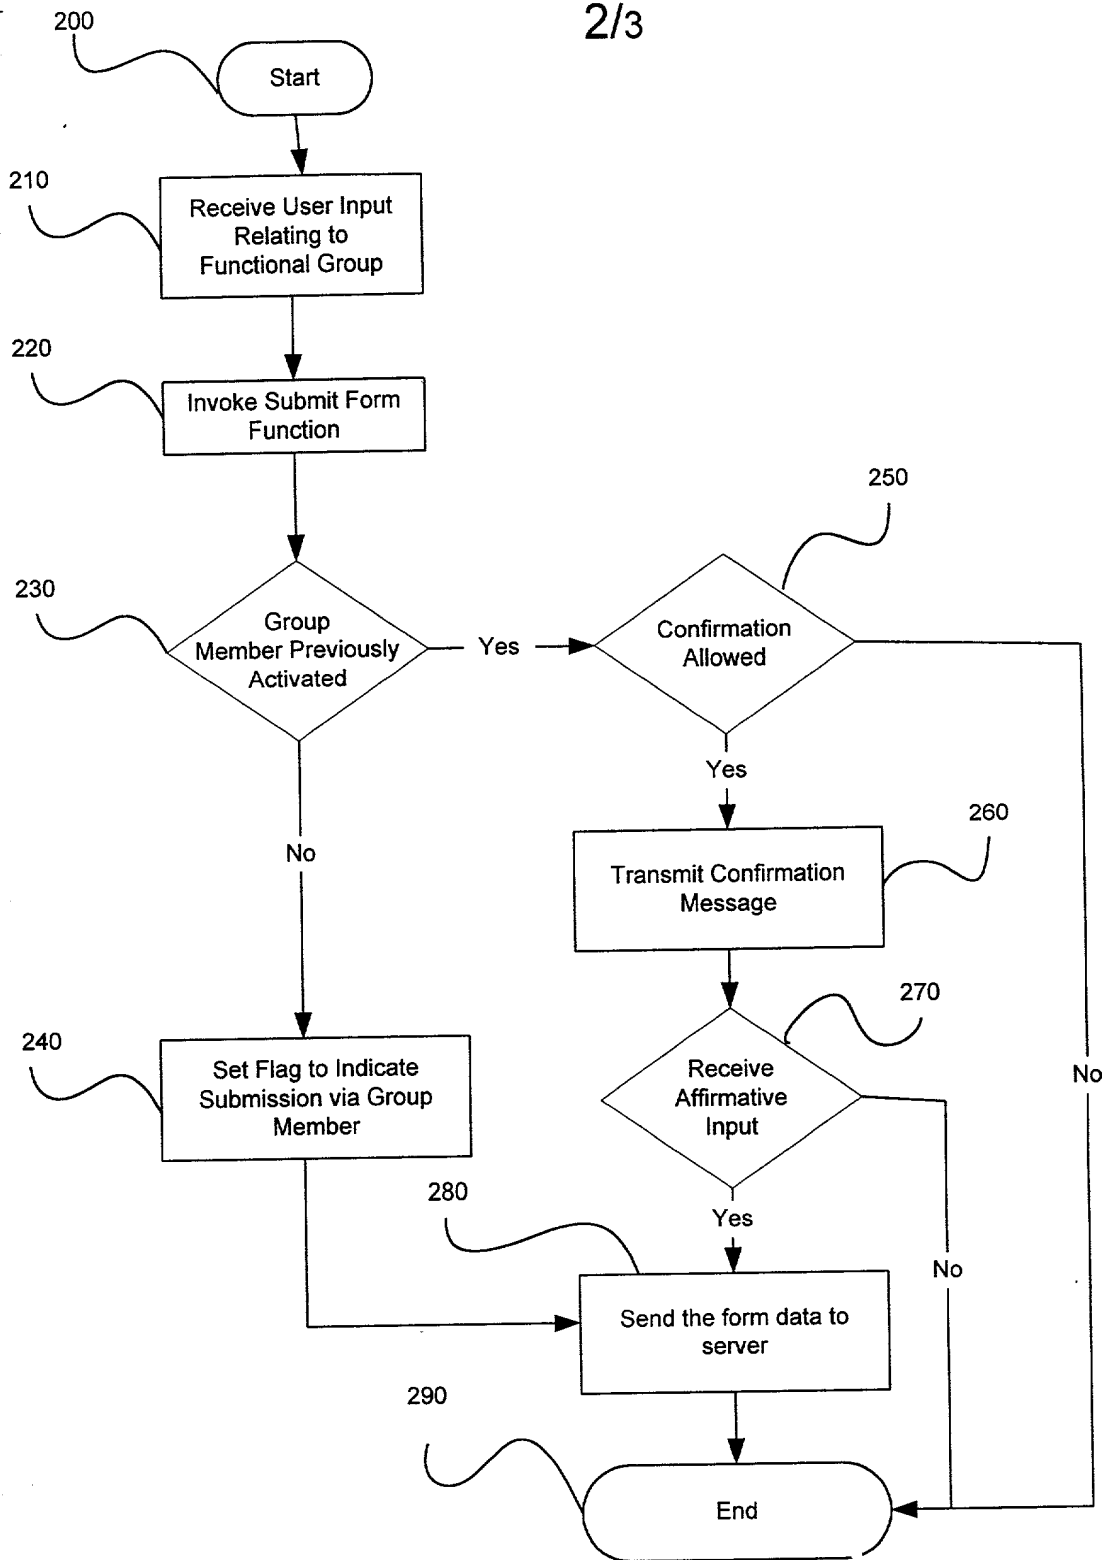 2/3
200
Start
210
Receive User Input
Relating to
Functional Group
220
Invoke Submit Form
Function
250
230
Group
Member Previously
Activated
Yes
Confirmation
Allowed
Yes
260
No
Transmit Confirmation
Message
270
240
Set Flag to Indicate
Submission via Group
Member
Receive
Affirmative
Input
No
280
Yes
No
Send the form data to
server
290
End